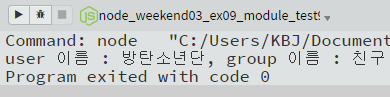 node_weekend03_ex09_module_test9
Command: node "C:/Users/KBJ/Document
user 이름 : 방탄소년단, group 이름 : 친구
Program exited with code 0